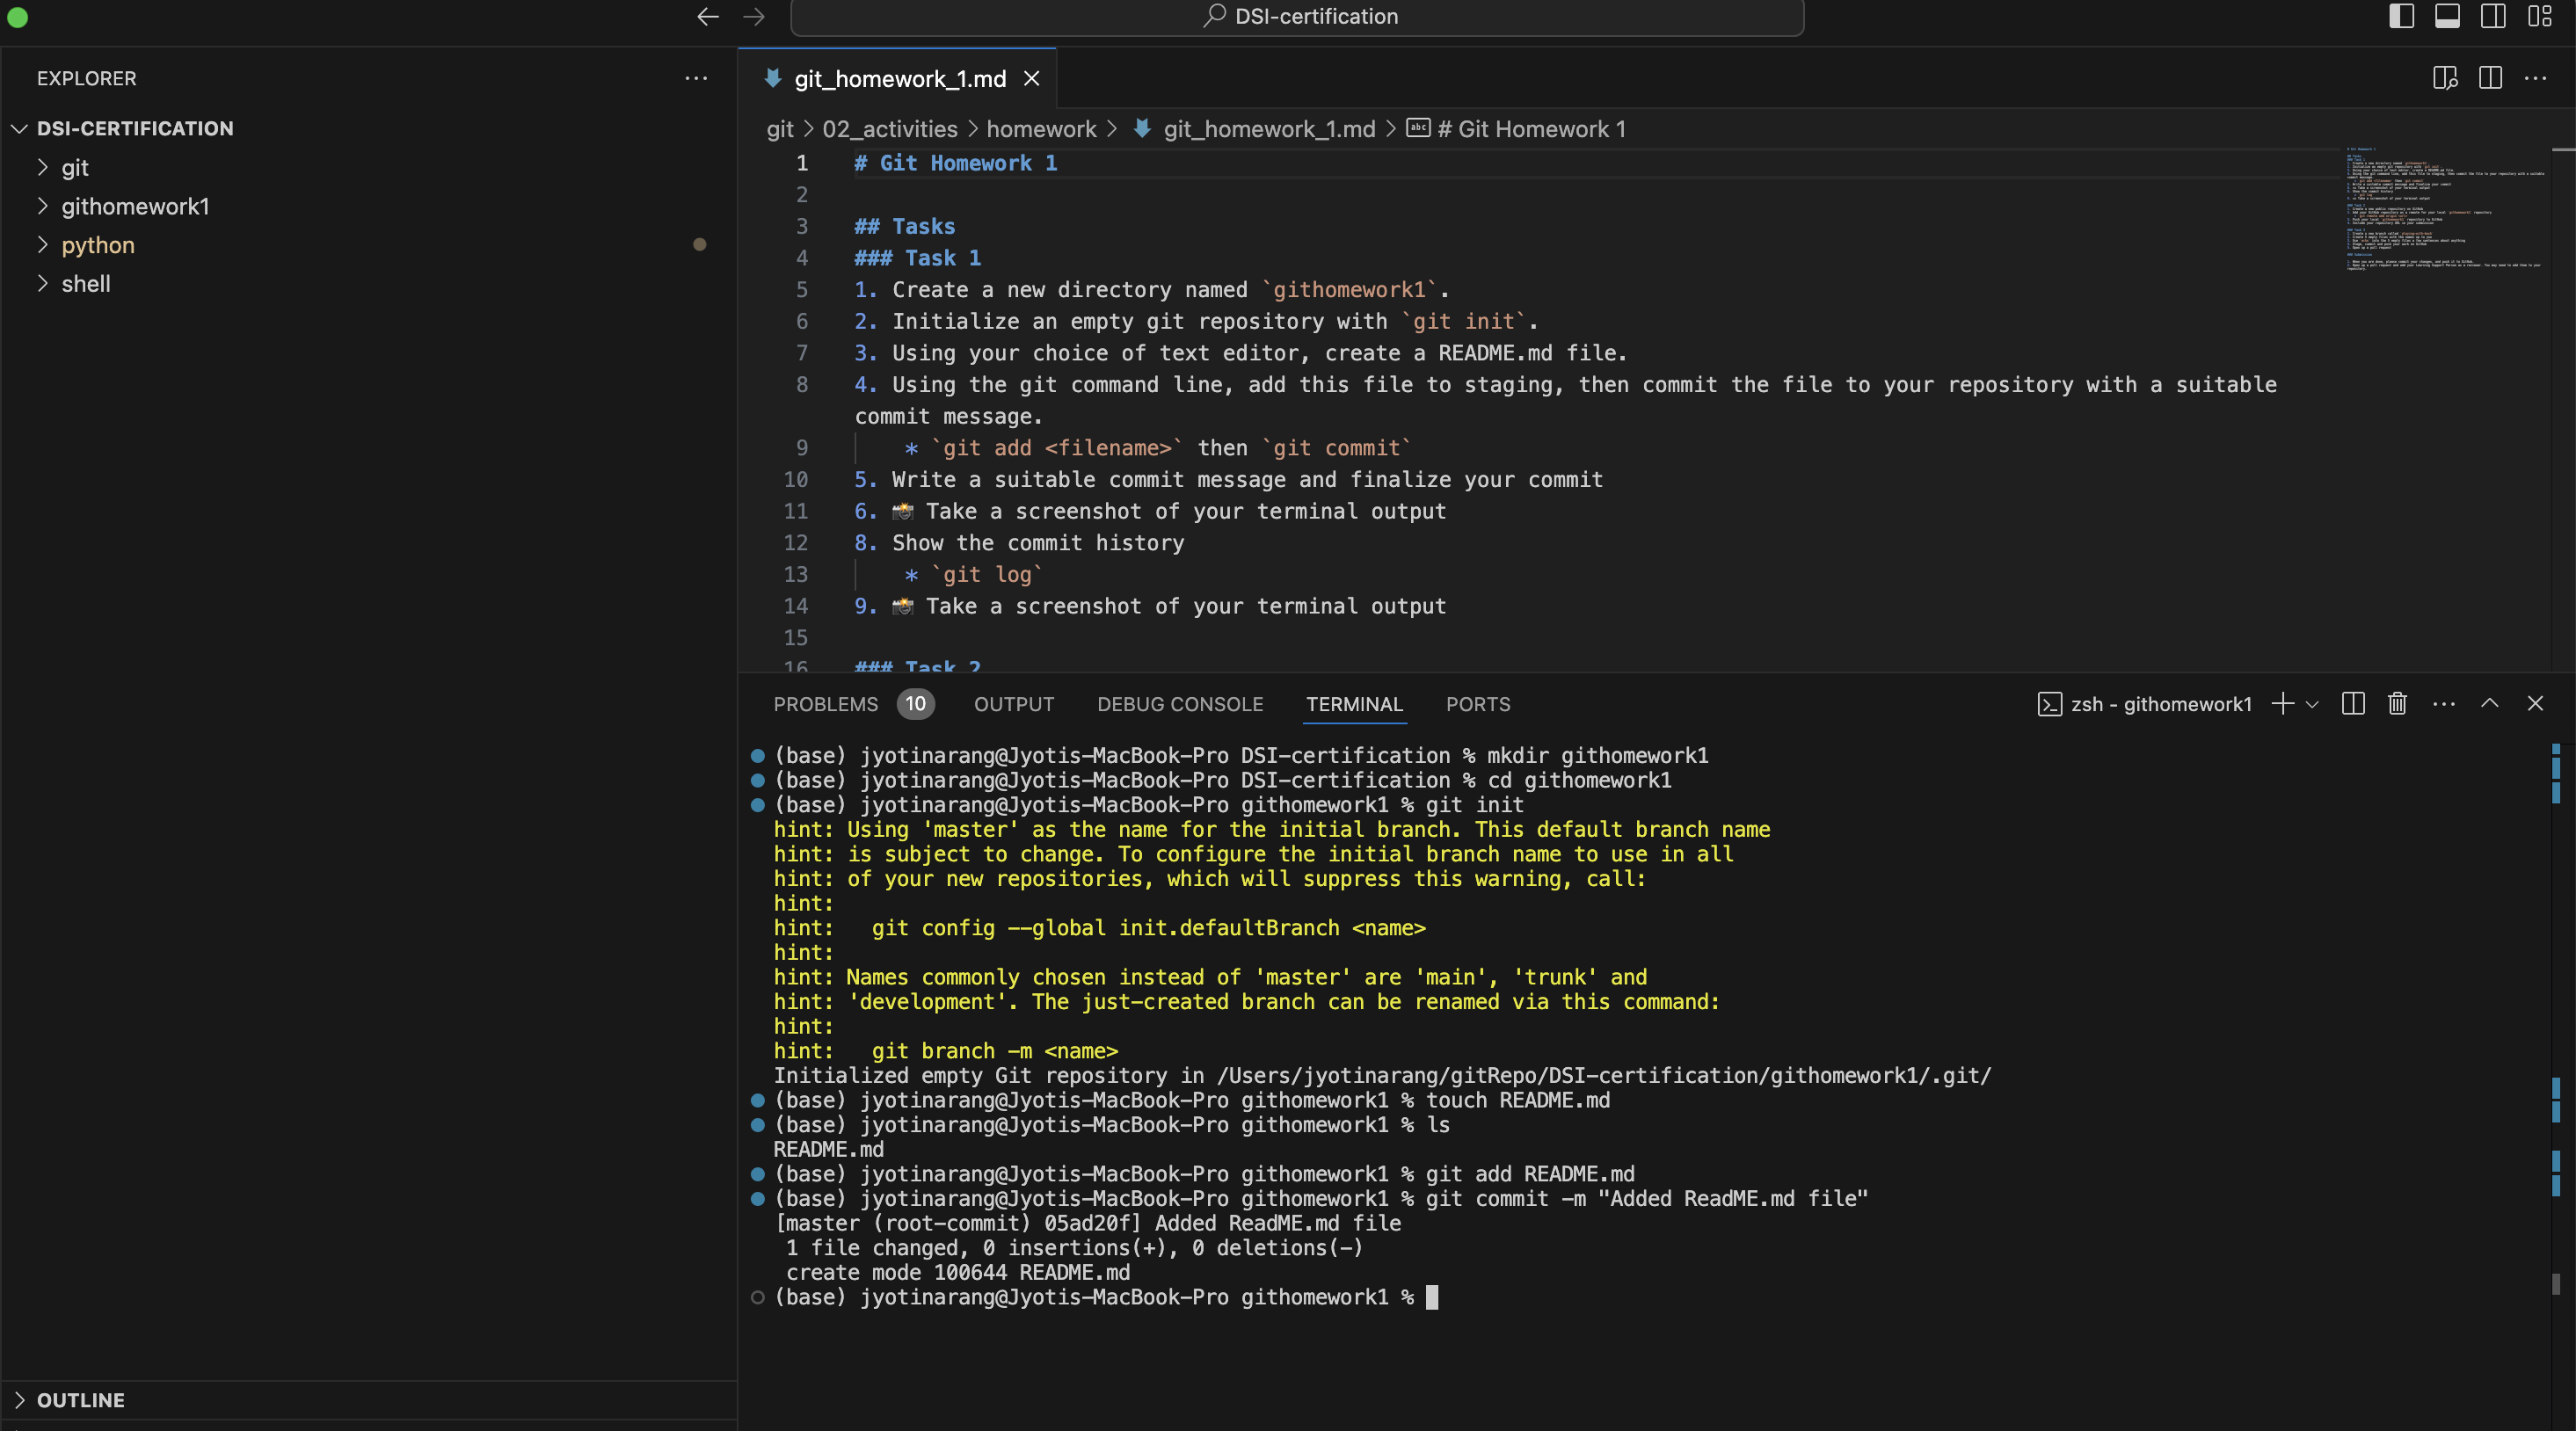 DSI-certification
EXPLORER
DSI-CERTIFICATION
git
githomework1
python
shell
OUTLINE
git_homework_1.md
git > 02_activities > homework > git_homework_1.md > # Git Homework 1
1 # Git Homework 1
2
3 ## Tasks
4 ### Task 1
5 1. Create a new directory named `githomework1`.
6 2. Initialize an empty git repository with `git init`.
7 3. Using your choice of text editor, create a README.md file.
8 4. Using the git command line, add this file to staging, then commit the file to your repository with a suitable
commit message.
9 * `git add <filename>` then `git commit`
10 5. Write a suitable commit message and finalize your commit
11 6. 📸 Take a screenshot of your terminal output
12 8. Show the commit history
13 * `git log`
14 9. 📸 Take a screenshot of your terminal output
15
16 ### Task 2
PROBLEMS 10 OUTPUT DEBUG CONSOLE TERMINAL PORTS
zsh - githomework1
(base) jyotinarang@Jyotis-MacBook-Pro DSI-certification % mkdir githomework1
(base) jyotinarang@Jyotis-MacBook-Pro DSI-certification % cd githomework1
(base) jyotinarang@Jyotis-MacBook-Pro githomework1 % git init
hint: Using 'master' as the name for the initial branch. This default branch name
hint: is subject to change. To configure the initial branch name to use in all
hint: of your new repositories, which will suppress this warning, call:
hint:
hint: git config --global init.defaultBranch <name>
hint:
hint: Names commonly chosen instead of 'master' are 'main', 'trunk' and
hint: 'development'. The just-created branch can be renamed via this command:
hint:
hint: git branch -m <name>
Initialized empty Git repository in /Users/jyotinarang/gitRepo/DSI-certification/githomework1/.git/
(base) jyotinarang@Jyotis-MacBook-Pro githomework1 % touch README.md
(base) jyotinarang@Jyotis-MacBook-Pro githomework1 % ls
README.md
(base) jyotinarang@Jyotis-MacBook-Pro githomework1 % git add README.md
(base) jyotinarang@Jyotis-MacBook-Pro githomework1 % git commit -m "Added ReadME.md file"
[master (root-commit) 05ad20f] Added ReadME.md file
1 file changed, 0 insertions(+), 0 deletions(-)
create mode 100644 README.md
(base) jyotinarang@Jyotis-MacBook-Pro githomework1 %